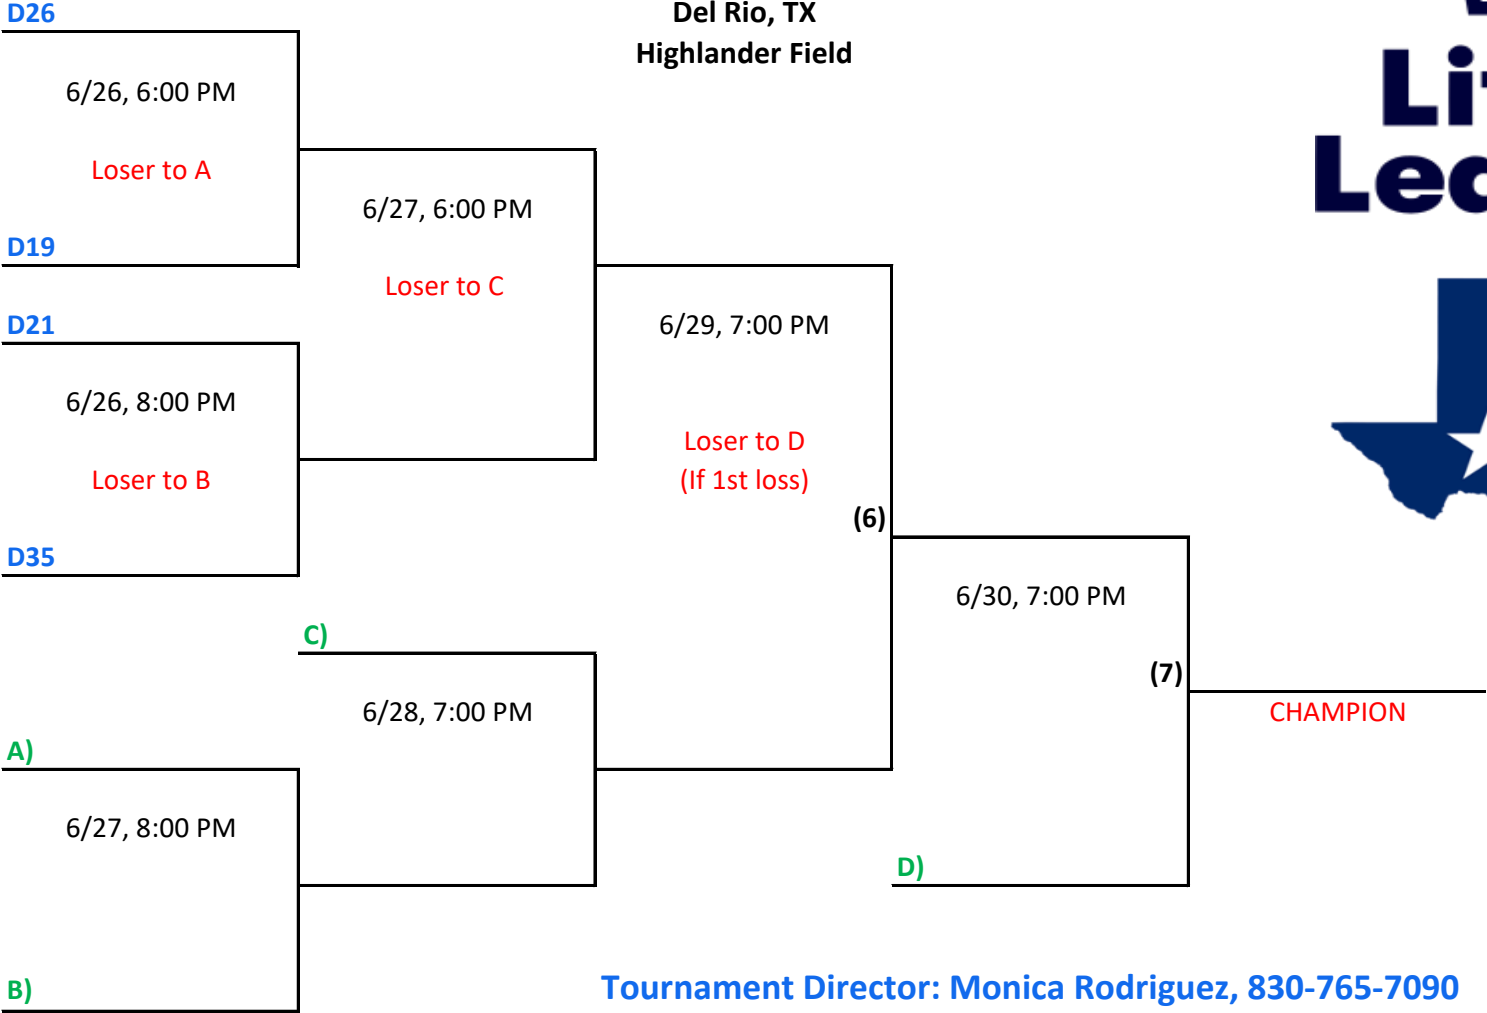 D26
Del Rio, TX
Highlander Field
6/26, 6:00 PM
Loser to A
D19
6/27, 6:00 PM
Loser to C
D21
6/29, 7:00 PM
6/26, 8:00 PM
Loser to B
Loser to D
(If 1st loss)
(6)
D35
6/30, 7:00 PM
C)
(7)
6/28, 7:00 PM
CHAMPION
A)
6/27, 8:00 PM
D)
B)
Tournament Director: Monica Rodriguez, 830-765-7090